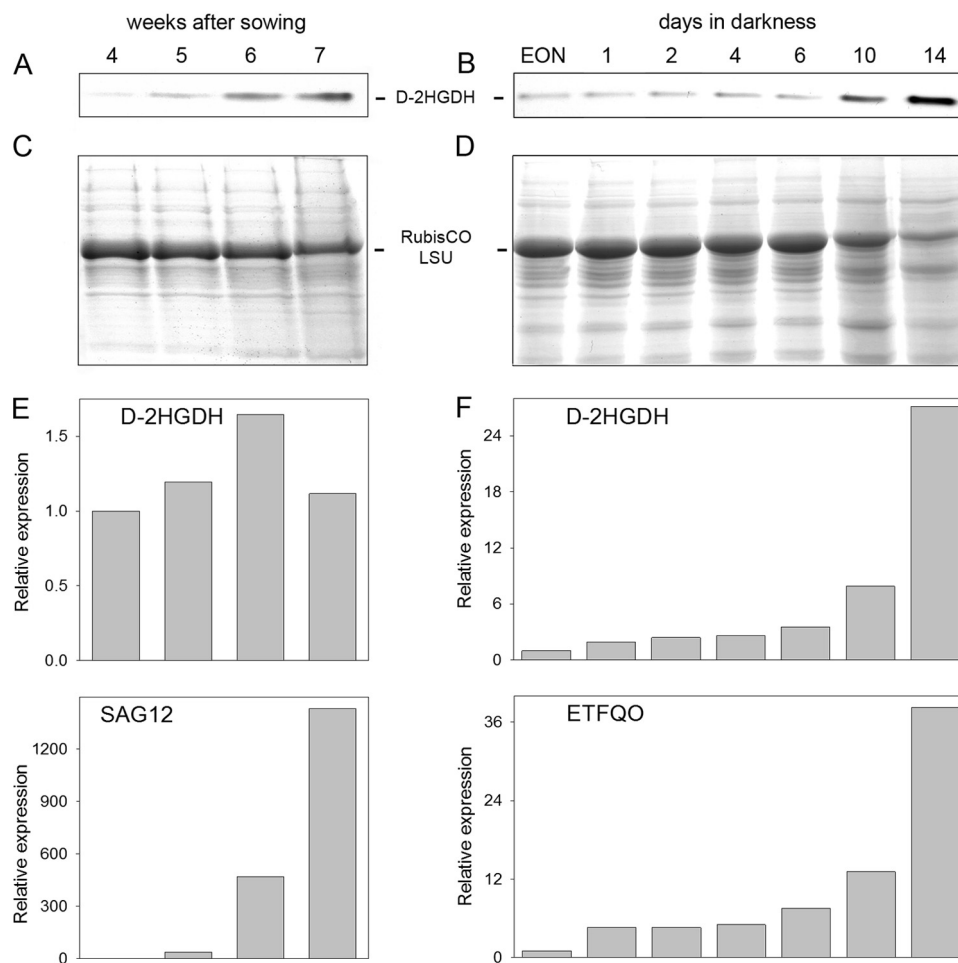 weeks after sowing
days in darkness
A
4 5 6 7
B
EON 1 2 4 6 10 14
– D-2HGDH –
C
D
– RubisCO –
LSU
E
D-2HGDH
Relative expression
1.5
1.0
0.5
0.0
F
D-2HGDH
Relative expression
24
18
12
6
0
SAG12
Relative expression
1200
900
600
300
0
ETFQO
Relative expression
36
24
12
0